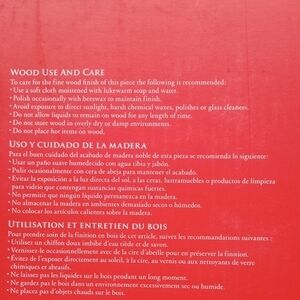 WOOD USE AND CARE
To care for the fine wood finish of this piece the following is recommended:
• Use a soft cloth moistened with lukewarm soap and water.
• Polish occasionally with beeswax to maintain finish.
• Avoid exposure to direct sunlight, harsh chemical waxes, polishes or glass cleaners.
• Do not allow liquids to remain on wood for any length of time.
• Do not store wood in overly dry or damp environments.
• Do not place hot items on wood.
USO Y CUIDADO DE LA MADERA
Para el buen cuidado del acabado de madera noble de esta pieza se recomienda lo siguiente:
• Usar un paño suave humedecido con agua tibia y jabón.
• Pulir ocasionalmente con cera de abeja para mantener el acabado.
• Evitar la exposición a la luz directa del sol, a las ceras, lustramuebles o productos de limpieza
para vidrio que contengan sustancias químicas fuertes.
• No permitir que ningún líquido permanezca en la madera.
• No almacenar la madera en ambientes demasiado secos o húmedos.
• No colocar los artículos calientes sobre la madera.
UTILISATION ET ENTRETIEN DU BOIS
Pour prendre soin de la finition en bois de cet article, suivez les recommandations suivantes :
• Utilisez un chiffon doux imbibé d'eau tiède et de savon.
• Vernissez-le occasionnellement avec de la cire d'abeille pour en préserver la finition.
• Évitez de l'exposer directement au soleil, à la cire, au vernis ou aux nettoyants de verre
chimiques et abrasifs.
• Ne laissez pas les liquides sur le bois pendant un long moment.
• Ne gardez pas le bois dans un environnement excessivement sec ou humide.
• Ne placez pas d'objets chauds sur le bois.